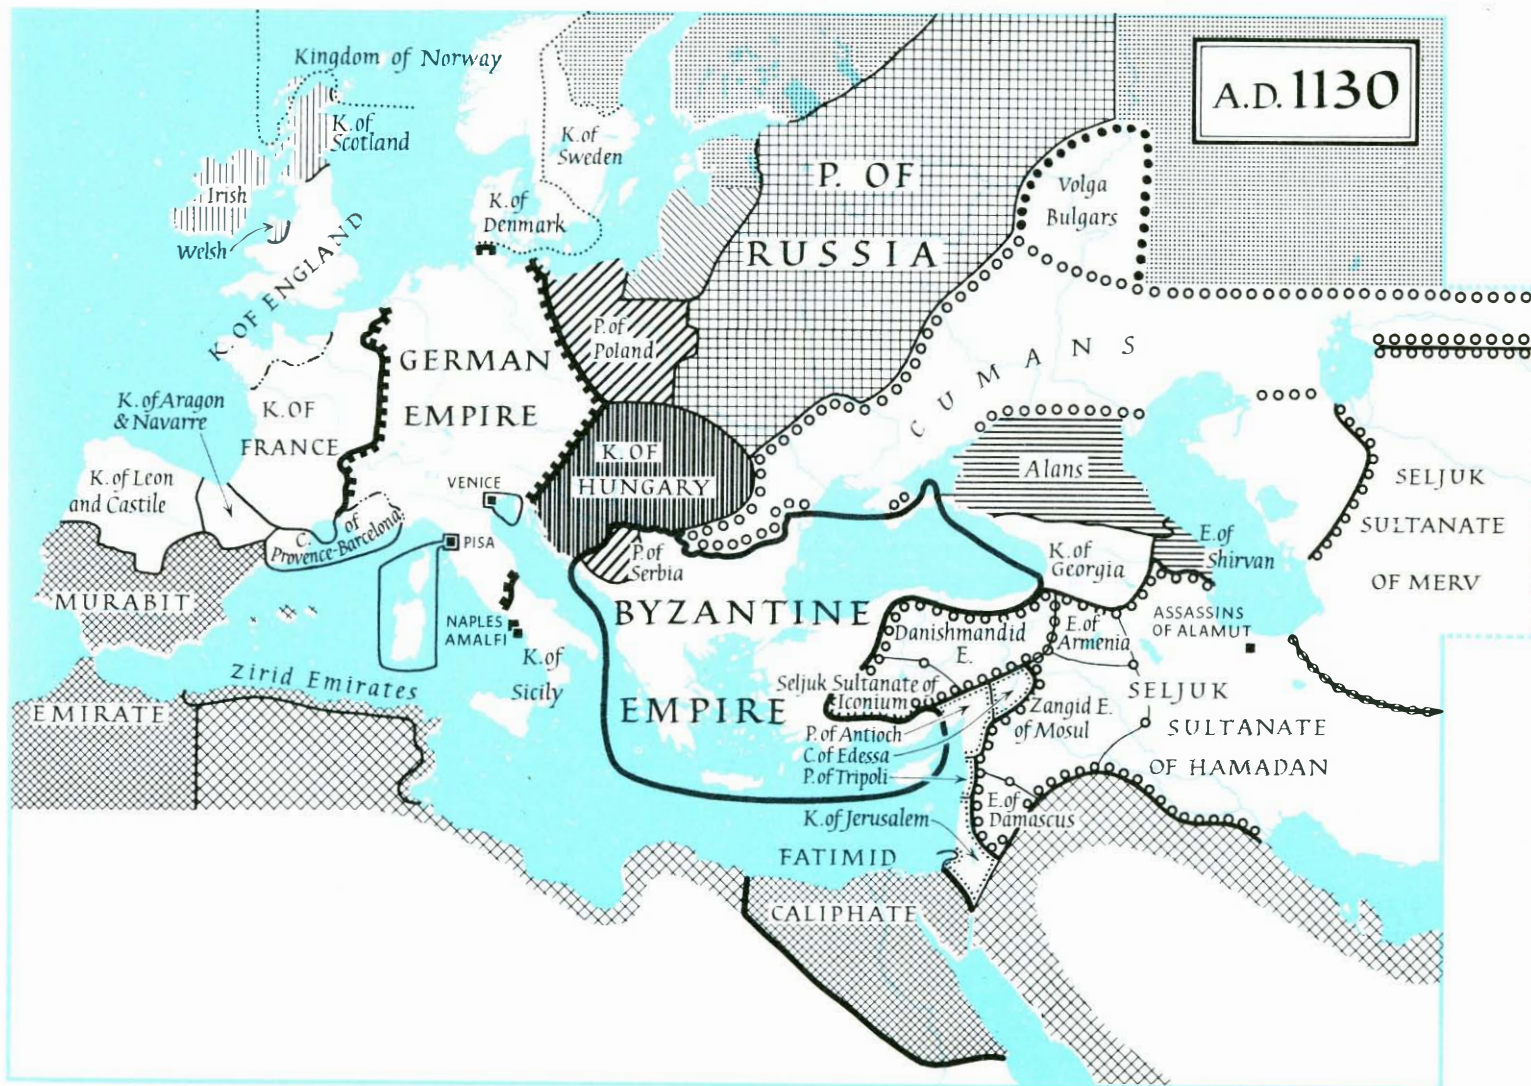 A.D. 1130
Kingdom of Norway
K. of
Scotland
Irish
Welsh
K. OF ENGLAND
K. of
Sweden
K. of
Denmark
P. OF
RUSSIA
Volga
Bulgars
P. of
Poland
GERMAN
EMPIRE
CUMANS
K. of Aragon
& Navarre
K. OF
FRANCE
K. of Leon
and Castile
C. of
Provence-Barcelona
VENICE
PISA
K. OF
HUNGARY
Alans
SELJUK
SULTANATE
OF MERV
E. of
Shirvan
K. of
Georgia
P. of
Serbia
MURABIT
EMIRATE
NAPLES
AMALFI
K. of
Sicily
Zirid Emirates
BYZANTINE
EMPIRE
Danishmandid
E.
E. of
Armenia
ASSASSINS
OF ALAMUT
Seljuk Sultanate of
Iconium
P. of Antioch
C. of Edessa
P. of Tripoli
Zangid E.
of Mosul
SELJUK
SULTANATE
OF HAMADAN
E. of
Damascus
K. of Jerusalem
FATIMID
CALIPHATE